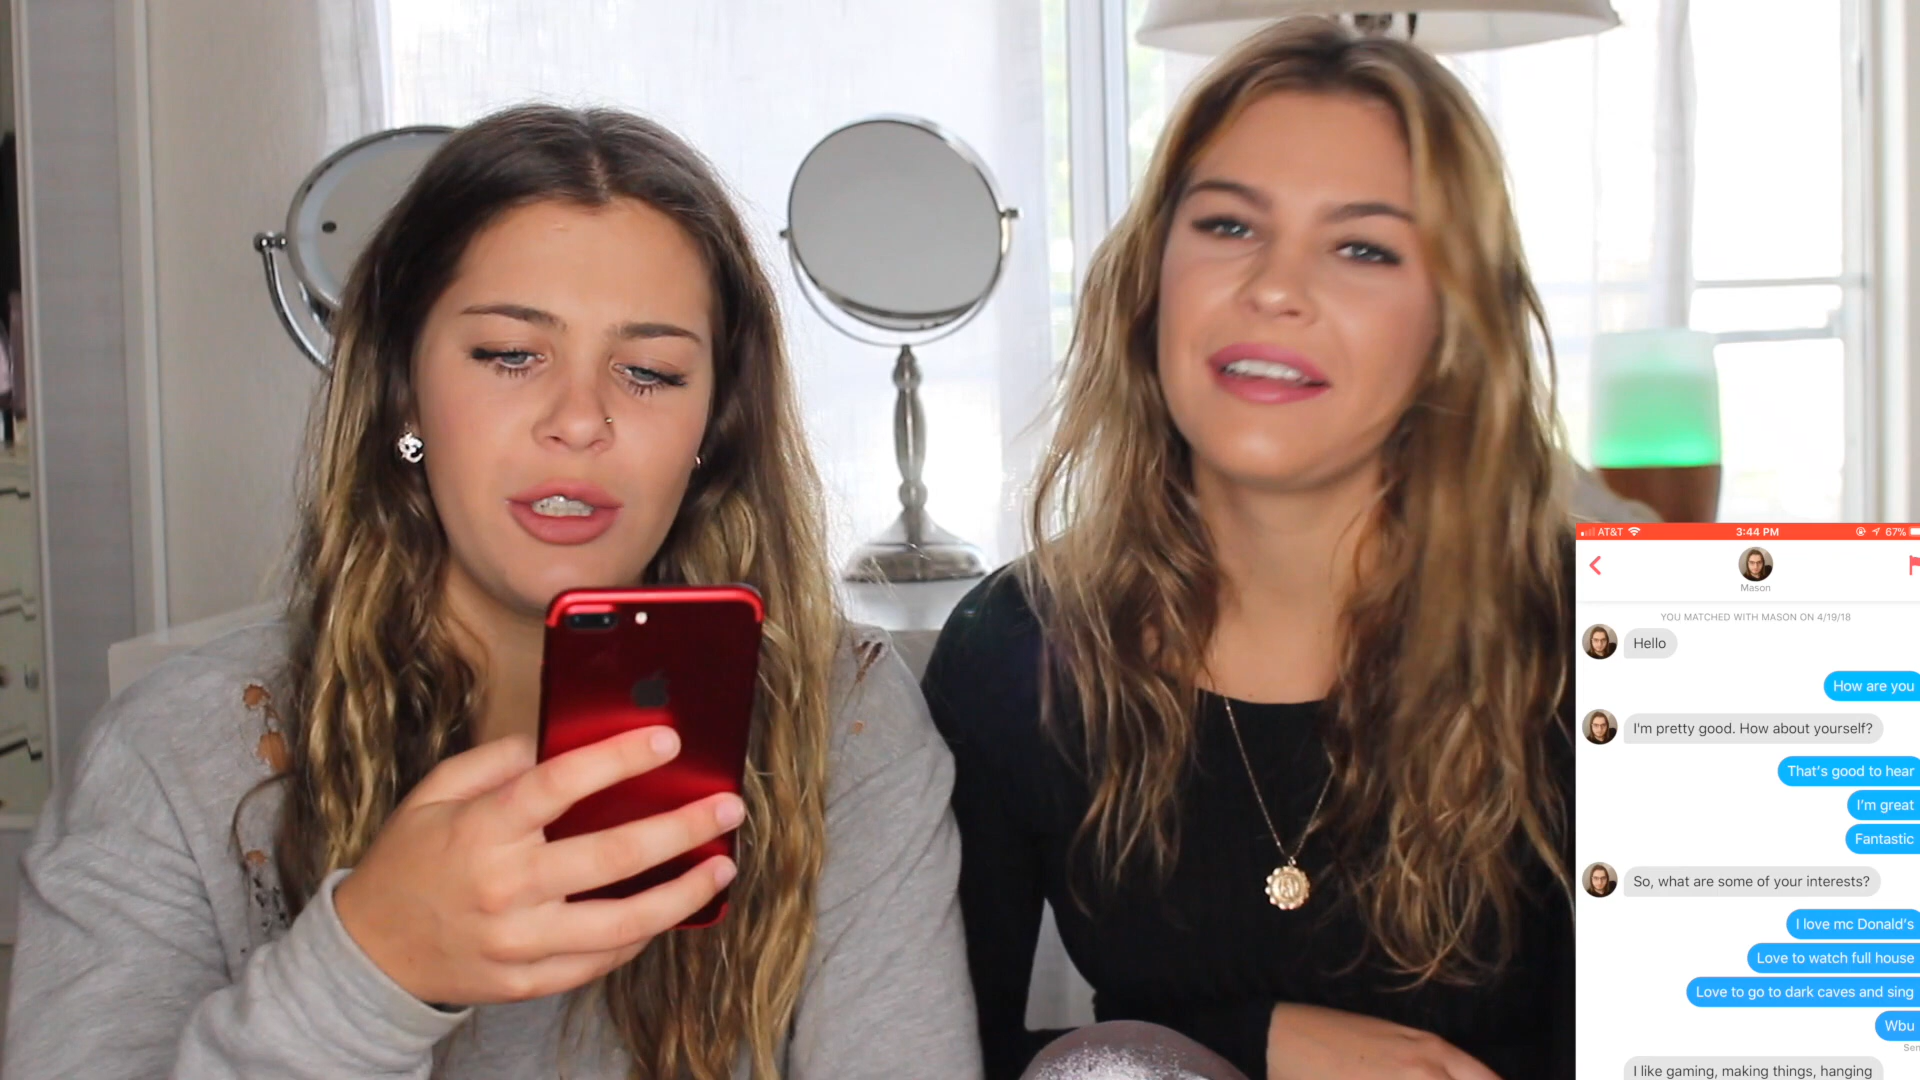 AT&T 3:44 PM 67%
Mason
YOU MATCHED WITH MASON ON 4/19/18
Hello
How are you
I'm pretty good. How about yourself?
That's good to hear
I'm great
Fantastic
So, what are some of your interests?
I love mc Donald's
Love to watch full house
Love to go to dark caves and sing
Wbu
Sen
I like gaming, making things, hanging